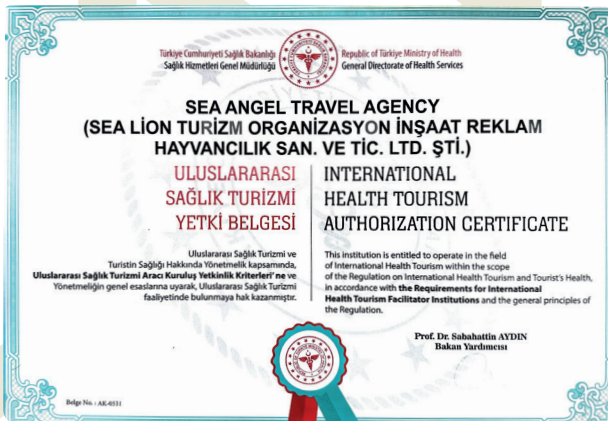 Türkiye Cumhuriyeti Sağlık Bakanlığı
Sağlık Hizmetleri Genel Müdürlüğü
Republic of Türkiye Ministry of Health
General Directorate of Health Services
SEA ANGEL TRAVEL AGENCY
(SEA LİON TURİZM ORGANİZASYON İNŞAAT REKLAM
HAYVANCILIK SAN. VE TİC. LTD. ŞTİ.)
ULUSLARARASI
SAĞLIK TURİZMİ
YETKİ BELGESİ
INTERNATIONAL
HEALTH TOURISM
AUTHORIZATION CERTIFICATE
Uluslararası Sağlık Turizmi ve
Turistin Sağlığı Hakkında Yönetmelik kapsamında,
Uluslararası Sağlık Turizmi Aracı Kuruluş Yetkinlik Kriterleri'ne ve
Yönetmeliğin genel esaslarına uyarak, Uluslararası Sağlık Turizmi
faaliyetinde bulunmaya hak kazanmıştır.
This institution is entitled to operate in the field
of International Health Tourism within the scope
of the Regulation on International Health Tourism and Tourist's Health,
in accordance with the Requirements for International
Health Tourism Facilitator Institutions and the general principles of
the Regulation.
Prof. Dr. Sabahattin AYDIN
Bakan Yardımcısı
Belge No. : AK-0551